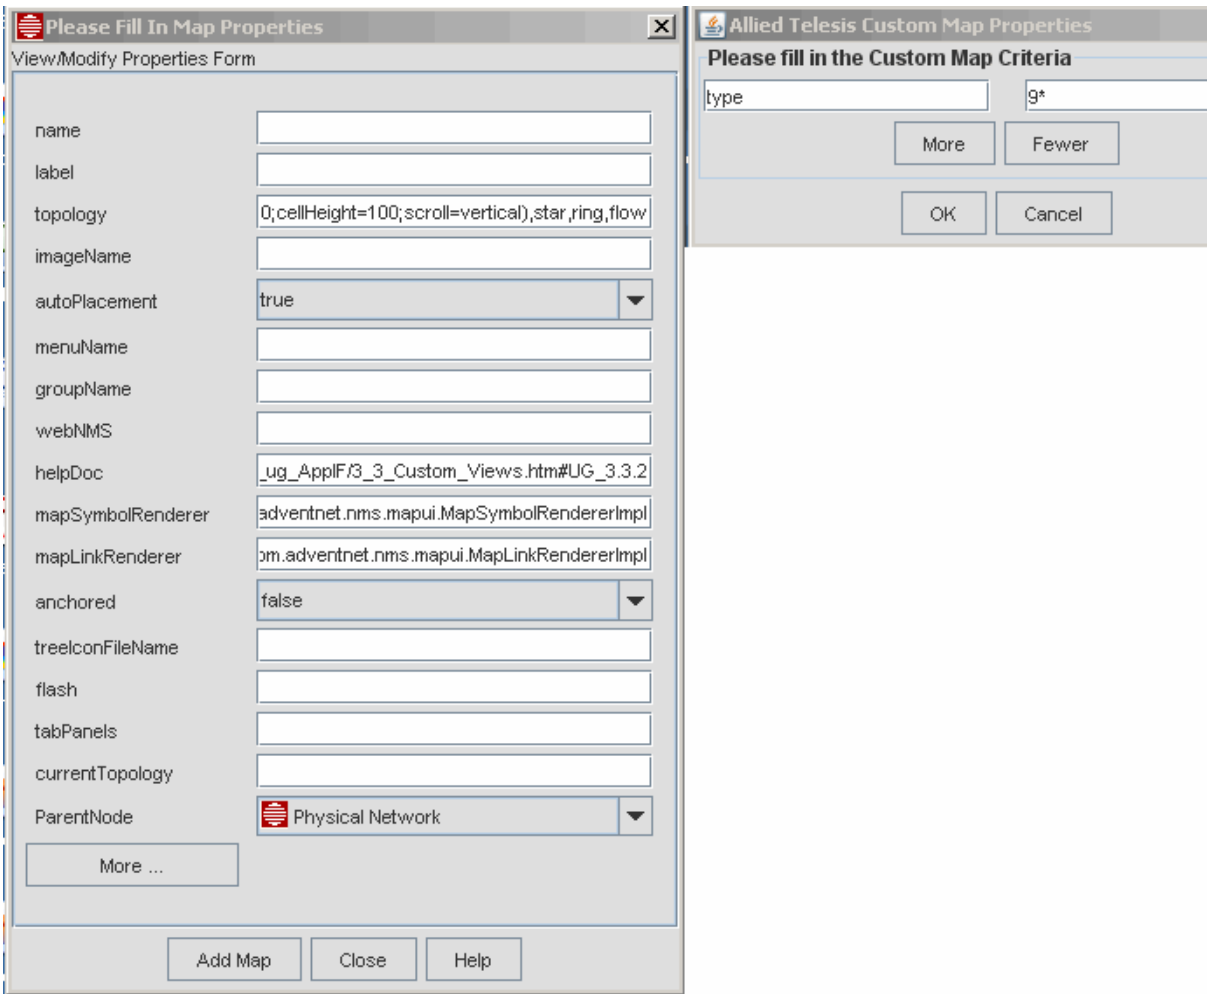 Please Fill In Map Properties
View/Modify Properties Form
name
label
topology 0;cellHeight=100;scroll=vertical),star,ring,flow
imageName
autoPlacement true
menuName
groupName
webNMS
helpDoc _ug_AppIF/3_3_Custom_Views.htm#UG_3.3.2
mapSymbolRenderer adventnet.nms.mapui.MapSymbolRendererImpl
mapLinkRenderer om.adventnet.nms.mapui.MapLinkRendererImpl
anchored false
treeIconFileName
flash
tabPanels
currentTopology
ParentNode Physical Network
More ...
Add Map Close Help
Allied Telesis Custom Map Properties
Please fill in the Custom Map Criteria
type 9*
More Fewer
OK Cancel